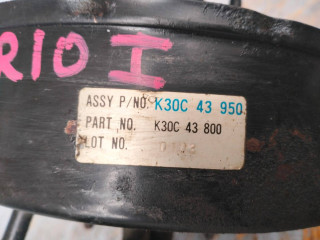 RIO I
ASSY P/NO. K30C 43 950
PART NO. K30C 43 800
LOT NO.